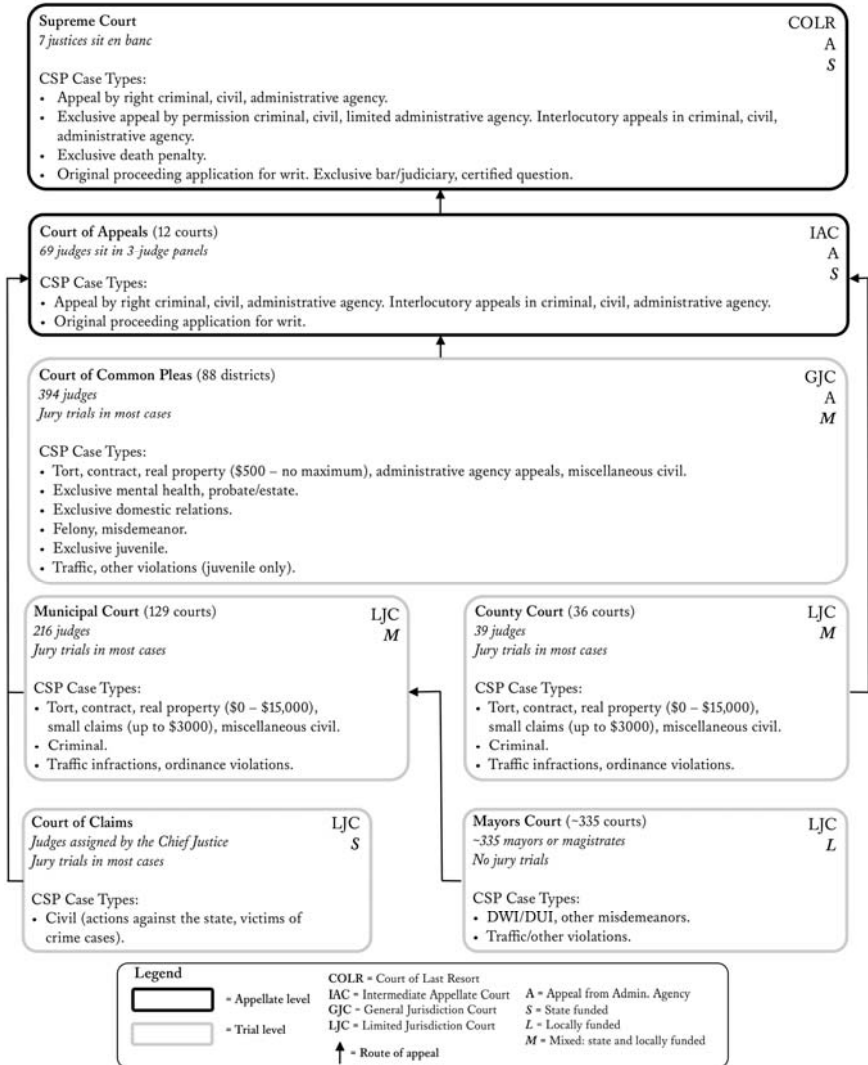 Supreme Court
COLR
7 justices sit en banc
A
S
CSP Case Types:
• Appeal by right criminal, civil, administrative agency.
• Exclusive appeal by permission criminal, civil, limited administrative agency. Interlocutory appeals in criminal, civil,
administrative agency.
• Exclusive death penalty.
• Original proceeding application for writ. Exclusive bar/judiciary, certified question.
Court of Appeals (12 courts)
IAC
69 judges sit in 3-judge panels
A
S
CSP Case Types:
• Appeal by right criminal, civil, administrative agency. Interlocutory appeals in criminal, civil, administrative agency.
• Original proceeding application for writ.
Court of Common Pleas (88 districts)
GJC
394 judges
A
Jury trials in most cases
M
CSP Case Types:
• Tort, contract, real property ($500 – no maximum), administrative agency appeals, miscellaneous civil.
• Exclusive mental health, probate/estate.
• Exclusive domestic relations.
• Felony, misdemeanor.
• Exclusive juvenile.
• Traffic, other violations (juvenile only).
Municipal Court (129 courts)
LJC
216 judges
M
Jury trials in most cases
CSP Case Types:
• Tort, contract, real property ($0 – $15,000),
small claims (up to $3000), miscellaneous civil.
• Criminal.
• Traffic infractions, ordinance violations.
County Court (36 courts)
LJC
39 judges
M
Jury trials in most cases
CSP Case Types:
• Tort, contract, real property ($0 – $15,000),
small claims (up to $3000), miscellaneous civil.
• Criminal.
• Traffic infractions, ordinance violations.
Court of Claims
LJC
Judges assigned by the Chief Justice
S
Jury trials in most cases
CSP Case Types:
• Civil (actions against the state, victims of
crime cases).
Mayors Court (~335 courts)
LJC
~335 mayors or magistrates
L
No jury trials
CSP Case Types:
• DWI/DUI, other misdemeanors.
• Traffic/other violations.
Legend
= Appellate level
= Trial level
COLR = Court of Last Resort
IAC = Intermediate Appellate Court
GJC = General Jurisdiction Court
LJC = Limited Jurisdiction Court
= Route of appeal
A = Appeal from Admin. Agency
S = State funded
L = Locally funded
M = Mixed: state and locally funded